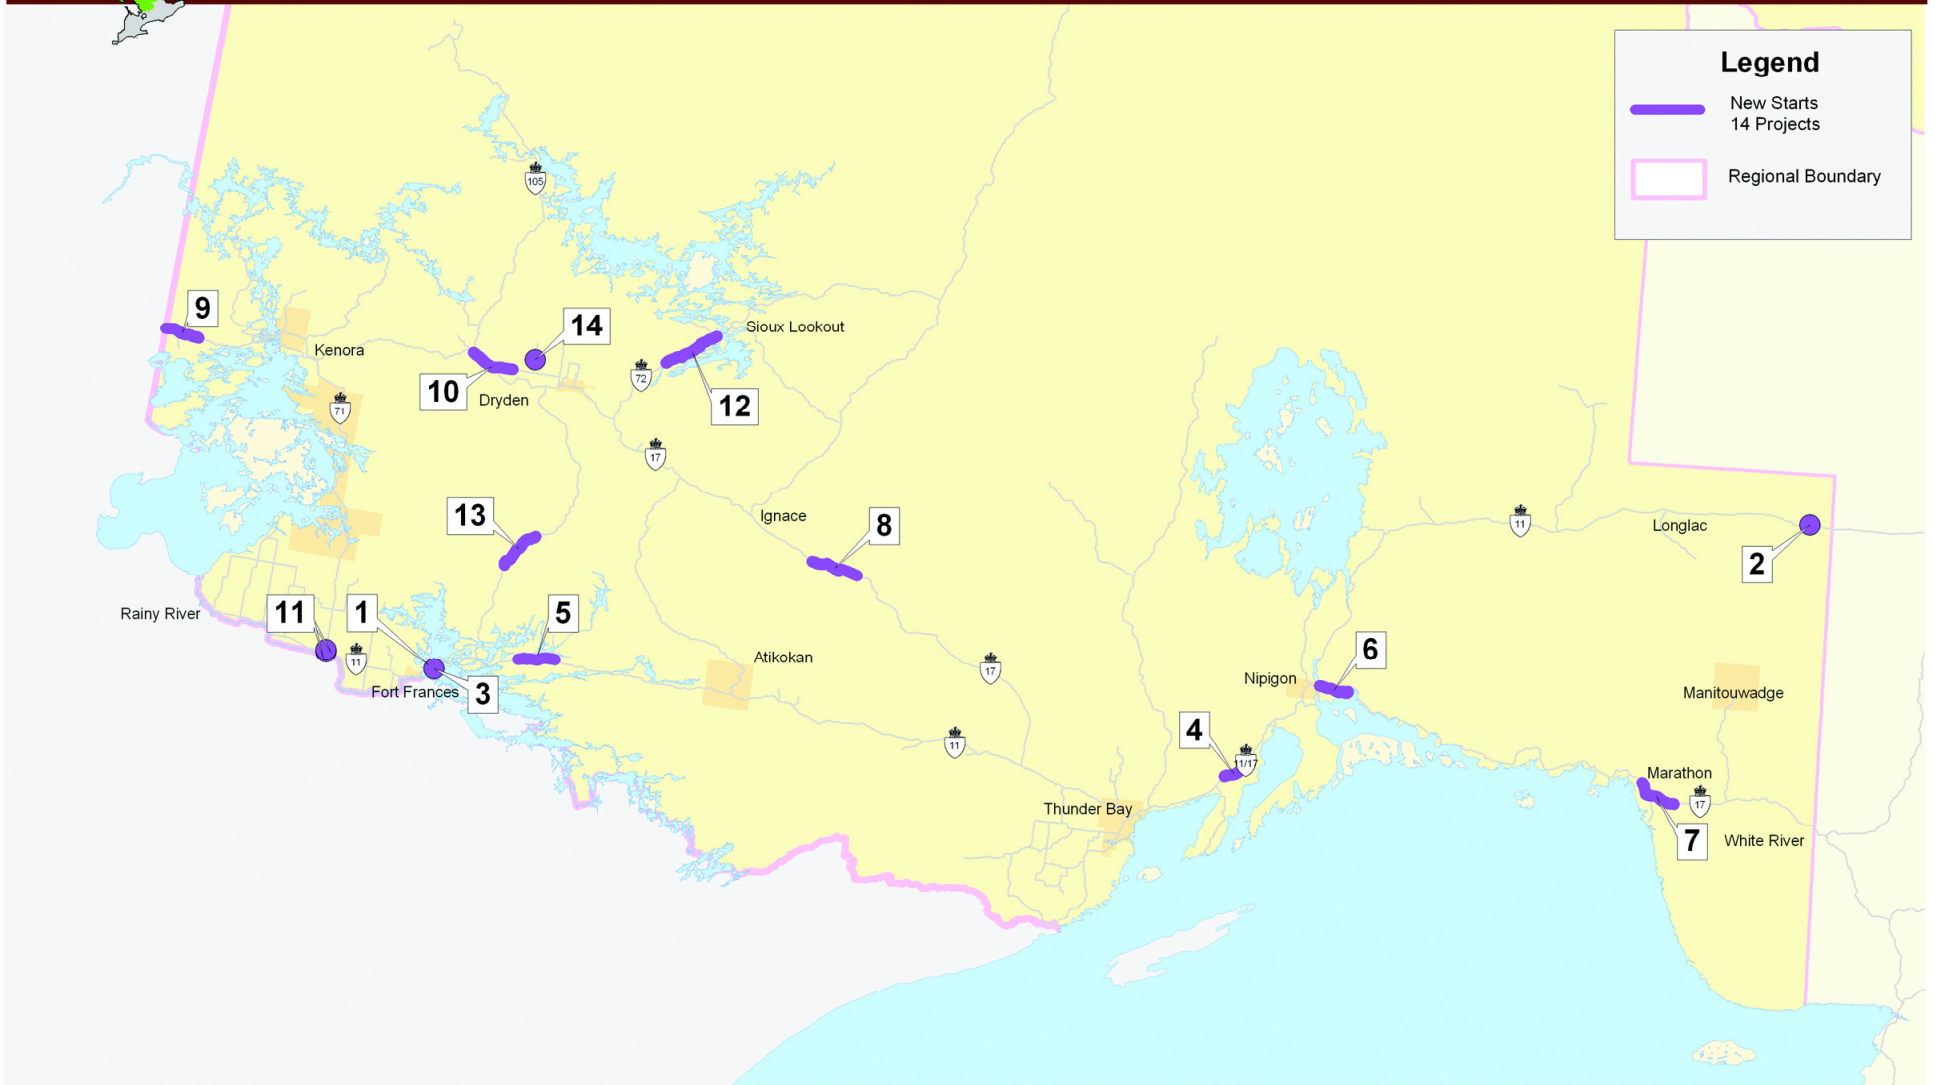 Legend
New Starts
14 Projects
Regional Boundary
105
9
14
Sioux Lookout
Kenora
10
72
71
Dryden
12
17
13
Ignace
8
11
Longlac
2
Rainy River
11
1
5
11
Atikokan
6
17
Nipigon
Fort Frances
3
Manitouwadge
4
11
11/17
Marathon
Thunder Bay
17
7
White River